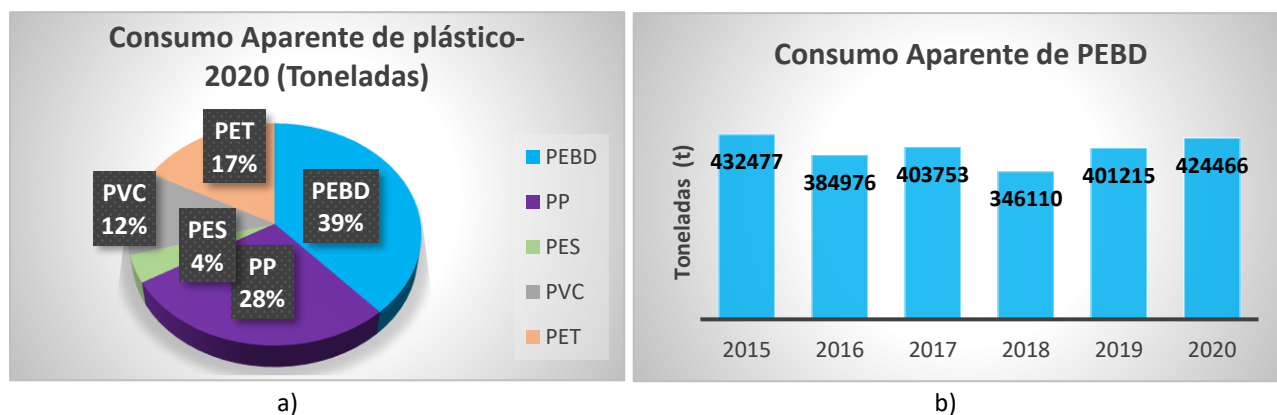 Consumo Aparente de plástico-
2020 (Toneladas)
PET
17%
PVC
12%
PES
4%
PP
28%
PEBD
39%
PEBD
PP
PES
PVC
PET
a)
Consumo Aparente de PEBD
Toneladas (t)
432477
384976
403753
346110
401215
424466
2015
2016
2017
2018
2019
2020
b)